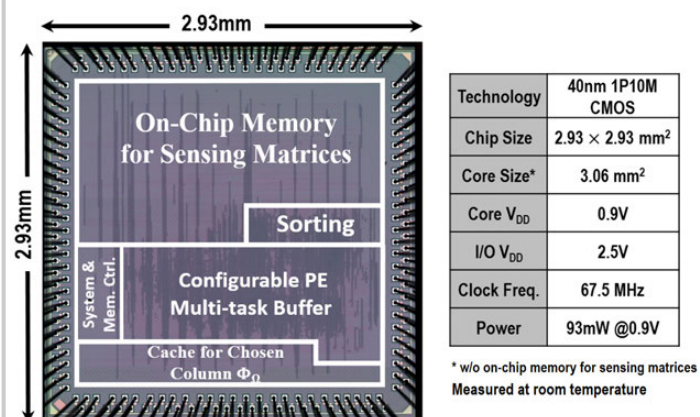 2.93mm
2.93mm
On-Chip Memory
for Sensing Matrices
Sorting
System &
Mem. Ctrl.
Configurable PE
Multi-task Buffer
Cache for Chosen
Column Φ_Ω
Technology 40nm 1P10M
CMOS
Chip Size 2.93 × 2.93 mm²
Core Size* 3.06 mm²
Core V_DD 0.9V
I/O V_DD 2.5V
Clock Freq. 67.5 MHz
Power 93mW @0.9V
* w/o on-chip memory for sensing matrices
Measured at room temperature